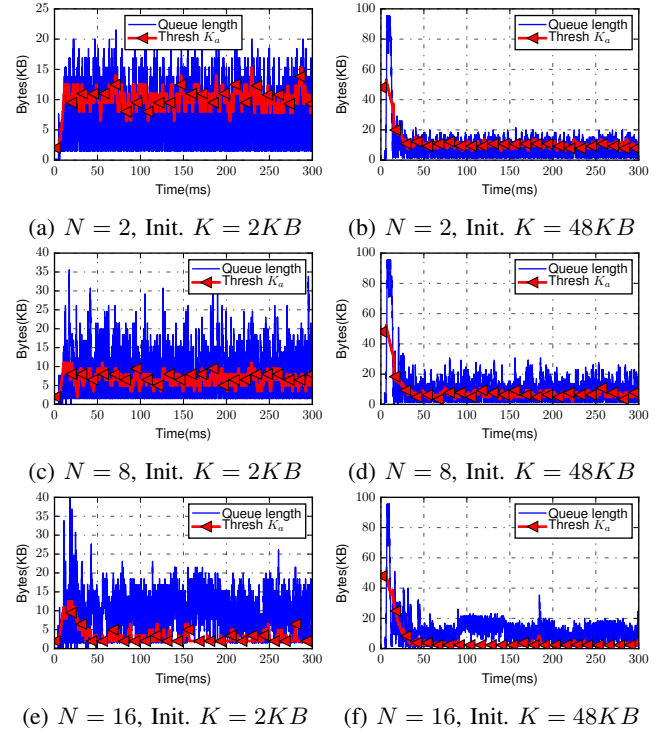 25
20
15
10
5
0
0 50 100 150 200 250 300
Bytes(KB)
Time(ms)
Queue length
Thresh Kₐ
100
80
60
40
20
0
0 50 100 150 200 250 300
Bytes(KB)
Time(ms)
Queue length
Thresh Kₐ
(a) N = 2, Init. K = 2KB
(b) N = 2, Init. K = 48KB
40
35
30
25
20
15
10
5
0
0 50 100 150 200 250 300
Bytes(KB)
Time(ms)
Queue length
Thresh Kₐ
100
80
60
40
20
0
0 50 100 150 200 250 300
Bytes(KB)
Time(ms)
Queue length
Thresh Kₐ
(c) N = 8, Init. K = 2KB
(d) N = 8, Init. K = 48KB
40
35
30
25
20
15
10
5
0
0 50 100 150 200 250 300
Bytes(KB)
Time(ms)
Queue length
Thresh Kₐ
100
80
60
40
20
0
0 50 100 150 200 250 300
Bytes(KB)
Time(ms)
Queue length
Thresh Kₐ
(e) N = 16, Init. K = 2KB
(f) N = 16, Init. K = 48KB